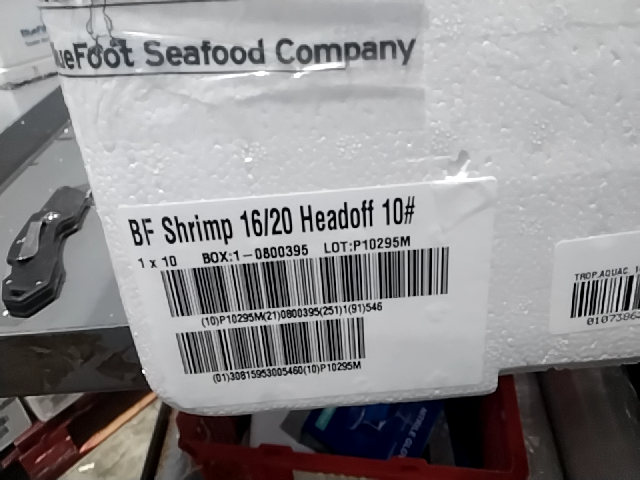 ueFoot Seafood Company
BF Shrimp 16/20 Headoff 10#
1 x 10 BOX:1-0800395 LOT:P10295M
(10)P10295M(21)0800395(251)1(91)546
(01)30815953005460(10)P10295M
TROP.AQUAC.